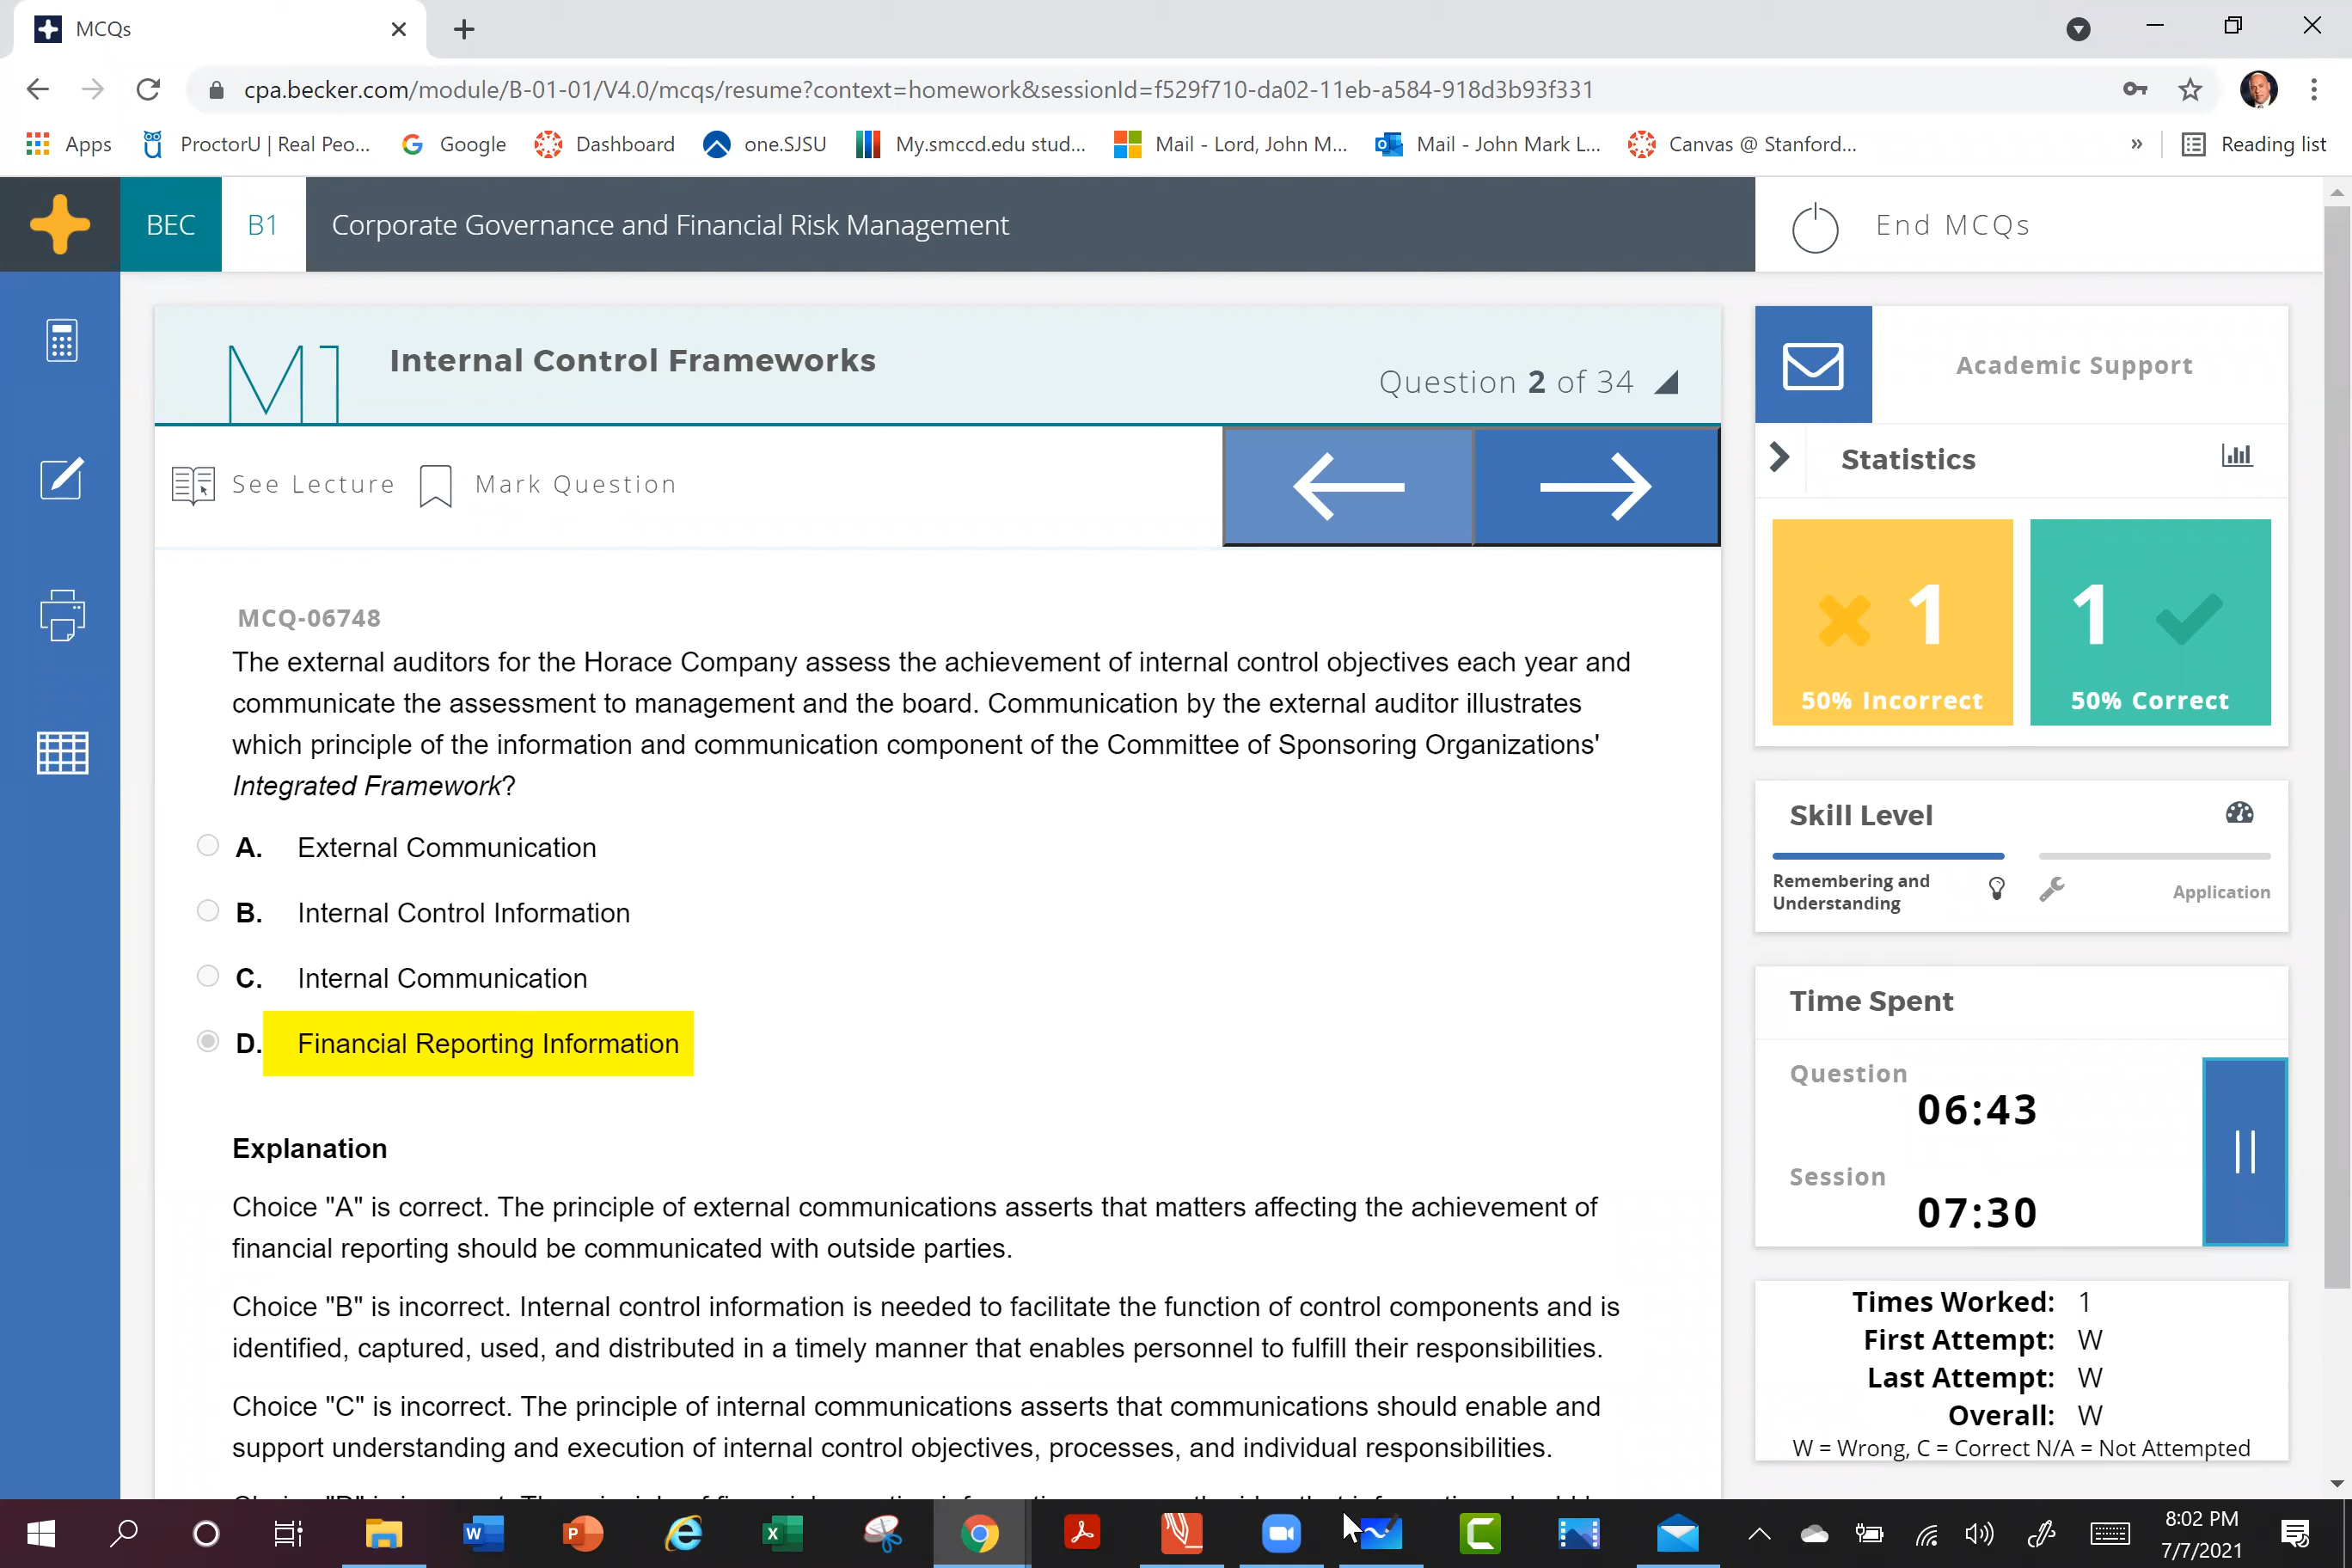 MCQs
cpa.becker.com/module/B-01-01/V4.0/mcqs/resume?context=homework&sessionId=f529f710-da02-11eb-a584-918d3b93f331
Apps
ProctorU | Real Peo...
Google
Dashboard
one.SJSU
My.smccd.edu stud...
Mail - Lord, John M...
Mail - John Mark L...
Canvas @ Stanford...
»
Reading list
BEC
B1
Corporate Governance and Financial Risk Management
End MCQs
M1
Internal Control Frameworks
Question 2 of 34
See Lecture
Mark Question
MCQ-06748
The external auditors for the Horace Company assess the achievement of internal control objectives each year and
communicate the assessment to management and the board. Communication by the external auditor illustrates
which principle of the information and communication component of the Committee of Sponsoring Organizations'
Integrated Framework?
A. External Communication
B. Internal Control Information
C. Internal Communication
D. Financial Reporting Information
Explanation
Choice "A" is correct. The principle of external communications asserts that matters affecting the achievement of
financial reporting should be communicated with outside parties.
Choice "B" is incorrect. Internal control information is needed to facilitate the function of control components and is
identified, captured, used, and distributed in a timely manner that enables personnel to fulfill their responsibilities.
Choice "C" is incorrect. The principle of internal communications asserts that communications should enable and
support understanding and execution of internal control objectives, processes, and individual responsibilities.
Academic Support
Statistics
1
50% Incorrect
1
50% Correct
Skill Level
Remembering and
Understanding
Application
Time Spent
Question
06:43
Session
07:30
Times Worked: 1
First Attempt: W
Last Attempt: W
Overall: W
W = Wrong, C = Correct N/A = Not Attempted
8:02 PM
7/7/2021